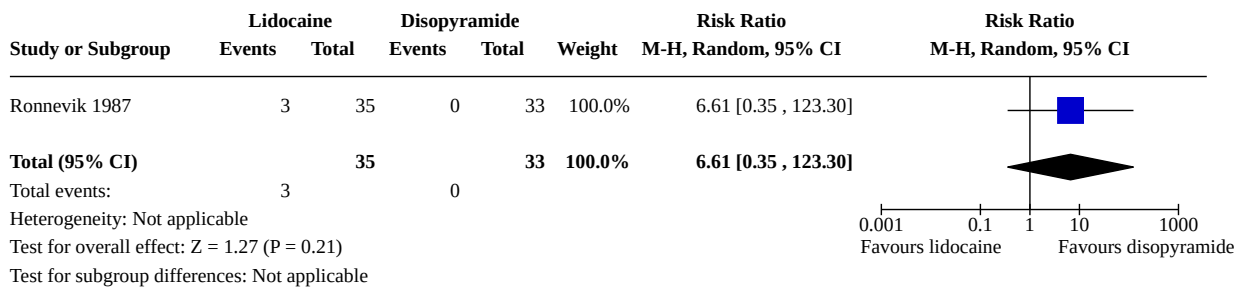 Lidocaine Disopyramide Risk Ratio Risk Ratio
Study or Subgroup Events Total Events Total Weight M-H, Random, 95% CI M-H, Random, 95% CI
Ronnevik 1987 3 35 0 33 100.0% 6.61 [0.35 , 123.30]
Total (95% CI) 35 33 100.0% 6.61 [0.35 , 123.30]
Total events: 3 0
Heterogeneity: Not applicable
0.001 0.1 1 10 1000
Test for overall effect: Z = 1.27 (P = 0.21)
Favours lidocaine Favours disopyramide
Test for subgroup differences: Not applicable